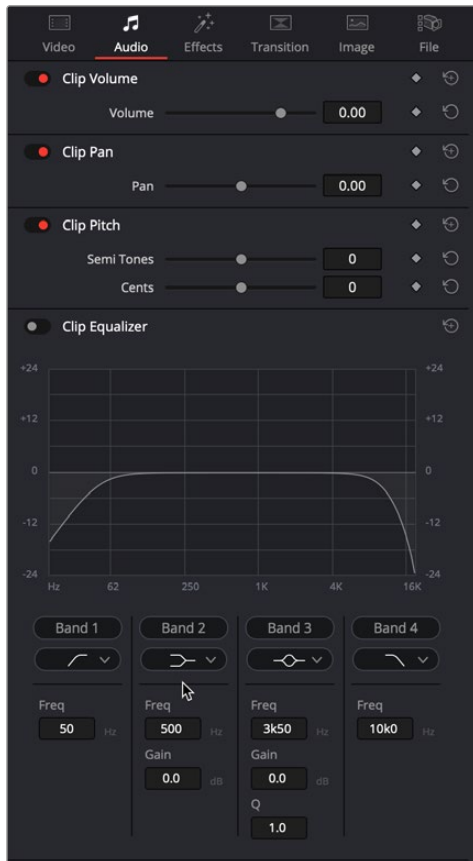 Video Audio Effects Transition Image File
Clip Volume
Volume 0.00
Clip Pan
Pan 0.00
Clip Pitch
Semi Tones 0
Cents 0
Clip Equalizer
+24 +24
+12 +12
0 0
-12 -12
-24 -24
Hz 62 250 1K 4K 16K
Band 1 Band 2 Band 3 Band 4
Freq Freq Freq Freq
50 Hz 500 Hz 3k50 Hz 10k0 Hz
Gain Gain
0.0 dB 0.0 dB
Q
1.0